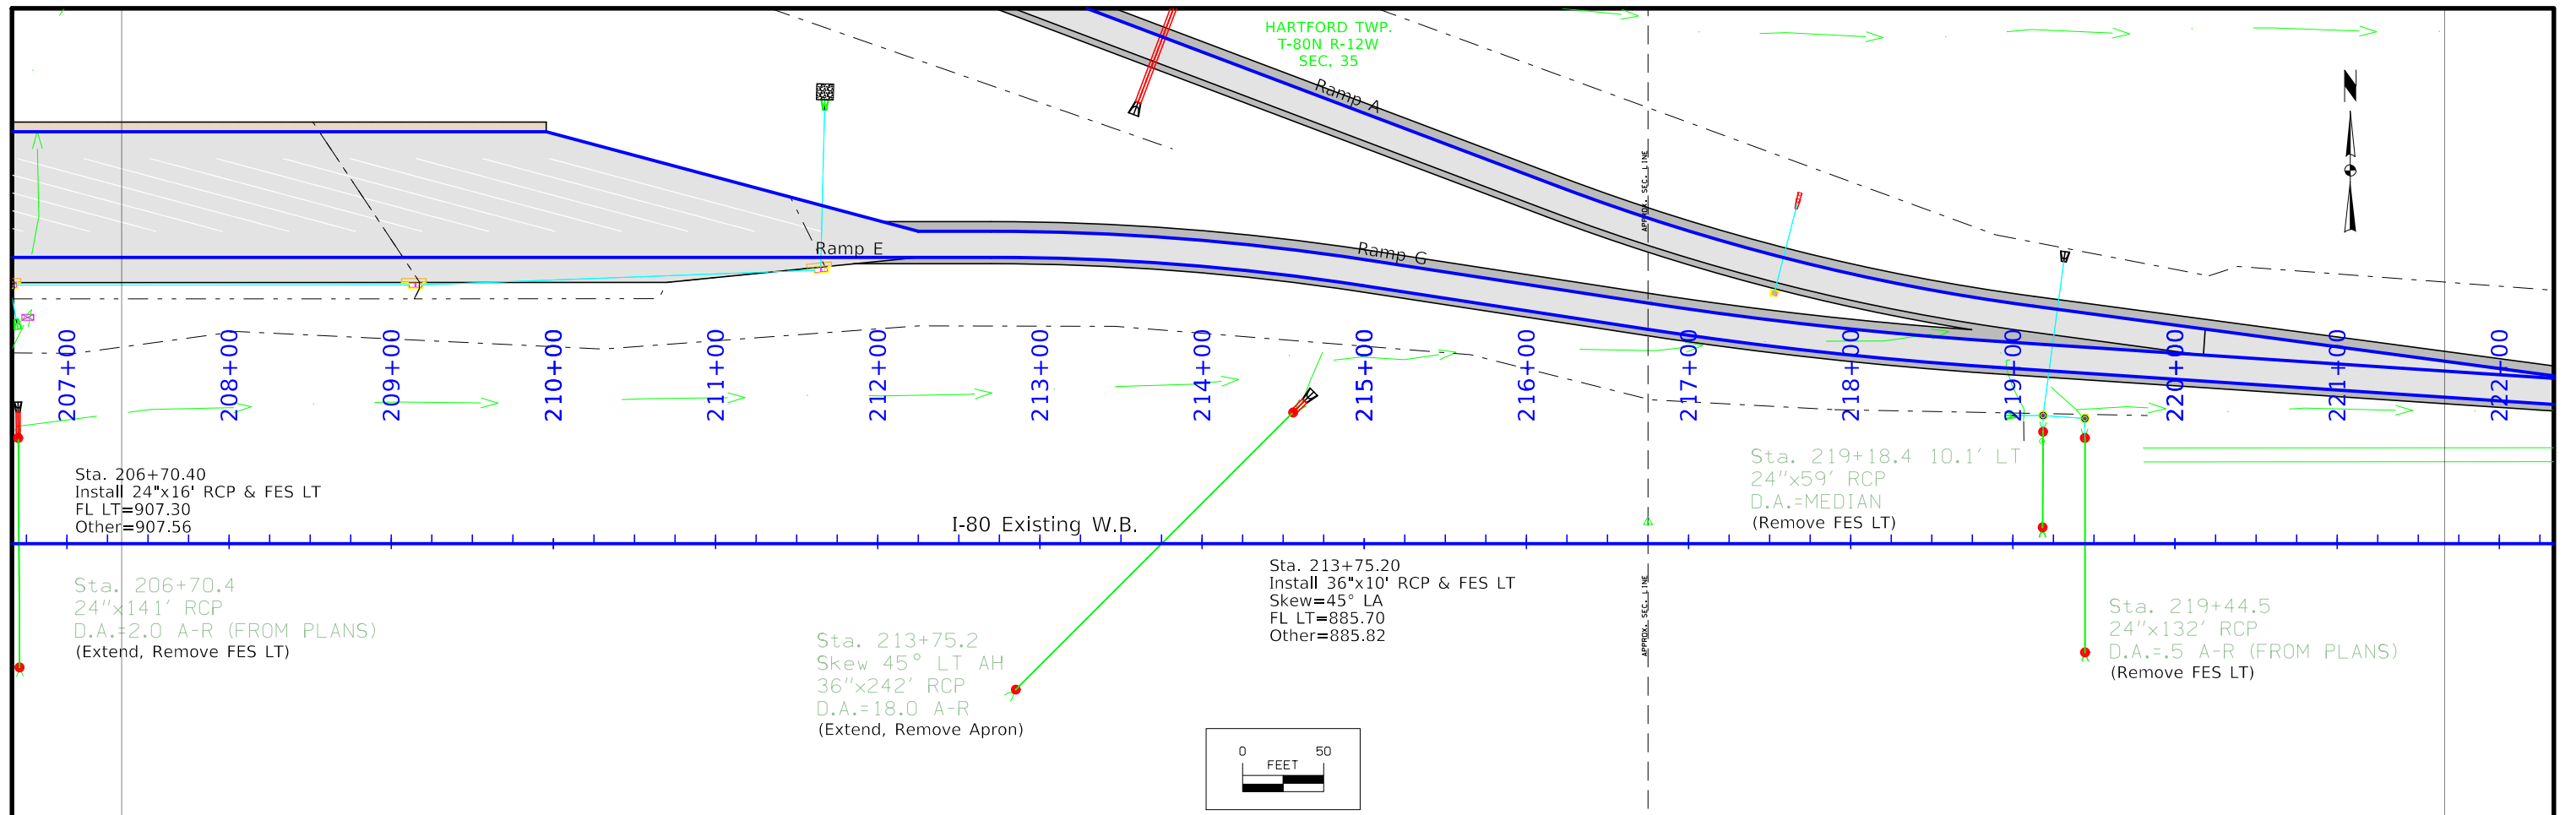 HARTFORD TWP.
T-80N R-12W
SEC. 35
N
Ramp A
APPROX. SEC. LINE
Ramp E
Ramp G
207+00
208+00
209+00
210+00
211+00
212+00
213+00
214+00
215+00
216+00
217+00
218+00
219+00
220+00
221+00
222+00
Sta. 206+70.40
Install 24"x16' RCP & FES LT
FL LT=907.30
Other=907.56
Sta. 219+18.4 10.1' LT
24"x59' RCP
D.A.=MEDIAN
(Remove FES LT)
I-80 Existing W.B.
Sta. 206+70.4
24"x141' RCP
D.A.=2.0 A-R (FROM PLANS)
(Extend, Remove FES LT)
Sta. 213+75.2
Skew 45° LT AH
36"x242' RCP
D.A.=18.0 A-R
(Extend, Remove Apron)
Sta. 213+75.20
Install 36"x10' RCP & FES LT
Skew=45° LA
FL LT=885.70
Other=885.82
APPROX. SEC. LINE
Sta. 219+44.5
24"x132' RCP
D.A.=.5 A-R (FROM PLANS)
(Remove FES LT)
0 50
FEET